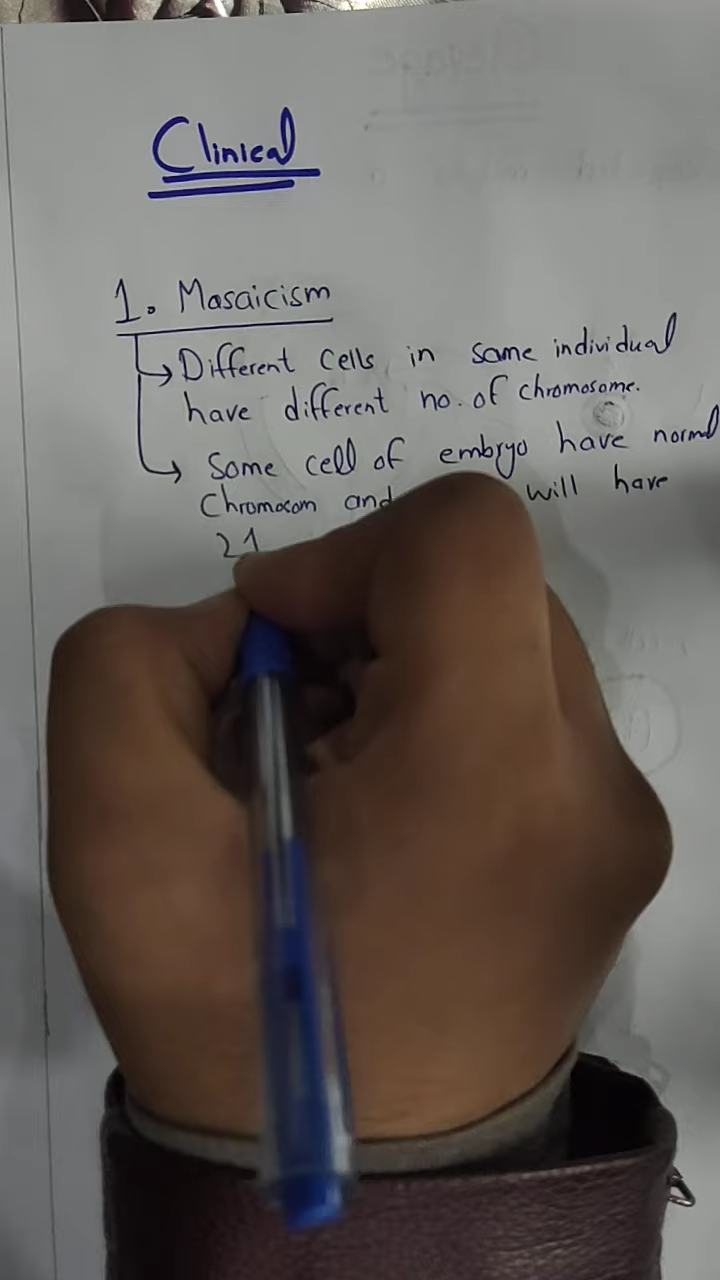 Clinical
1. Mosaicism
Different cells in same individual
have different no. of chromosome.
Some cell of embryo have normal
Chromosom and will have
21